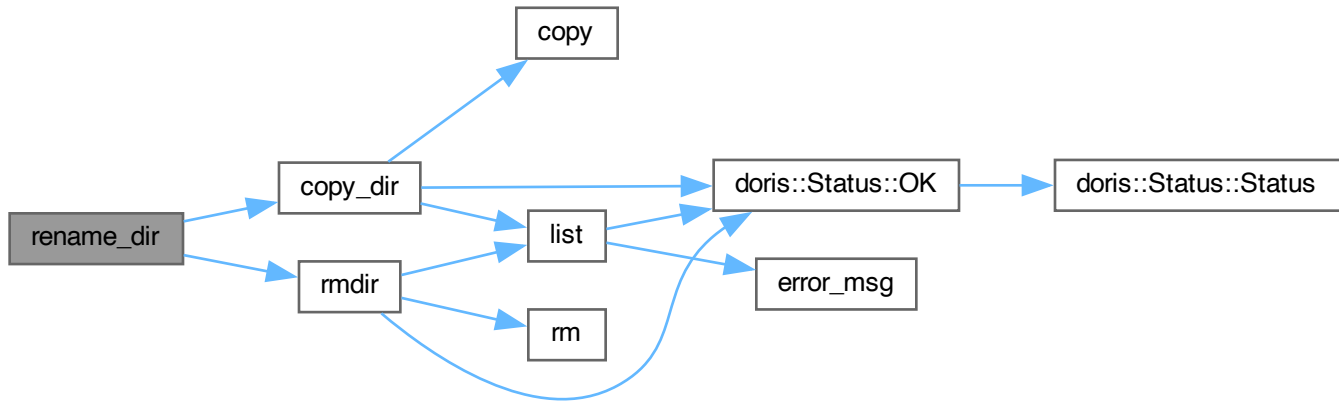 rename_dir
copy_dir
rmdir
copy
list
rm
doris::Status::OK
error_msg
doris::Status::Status